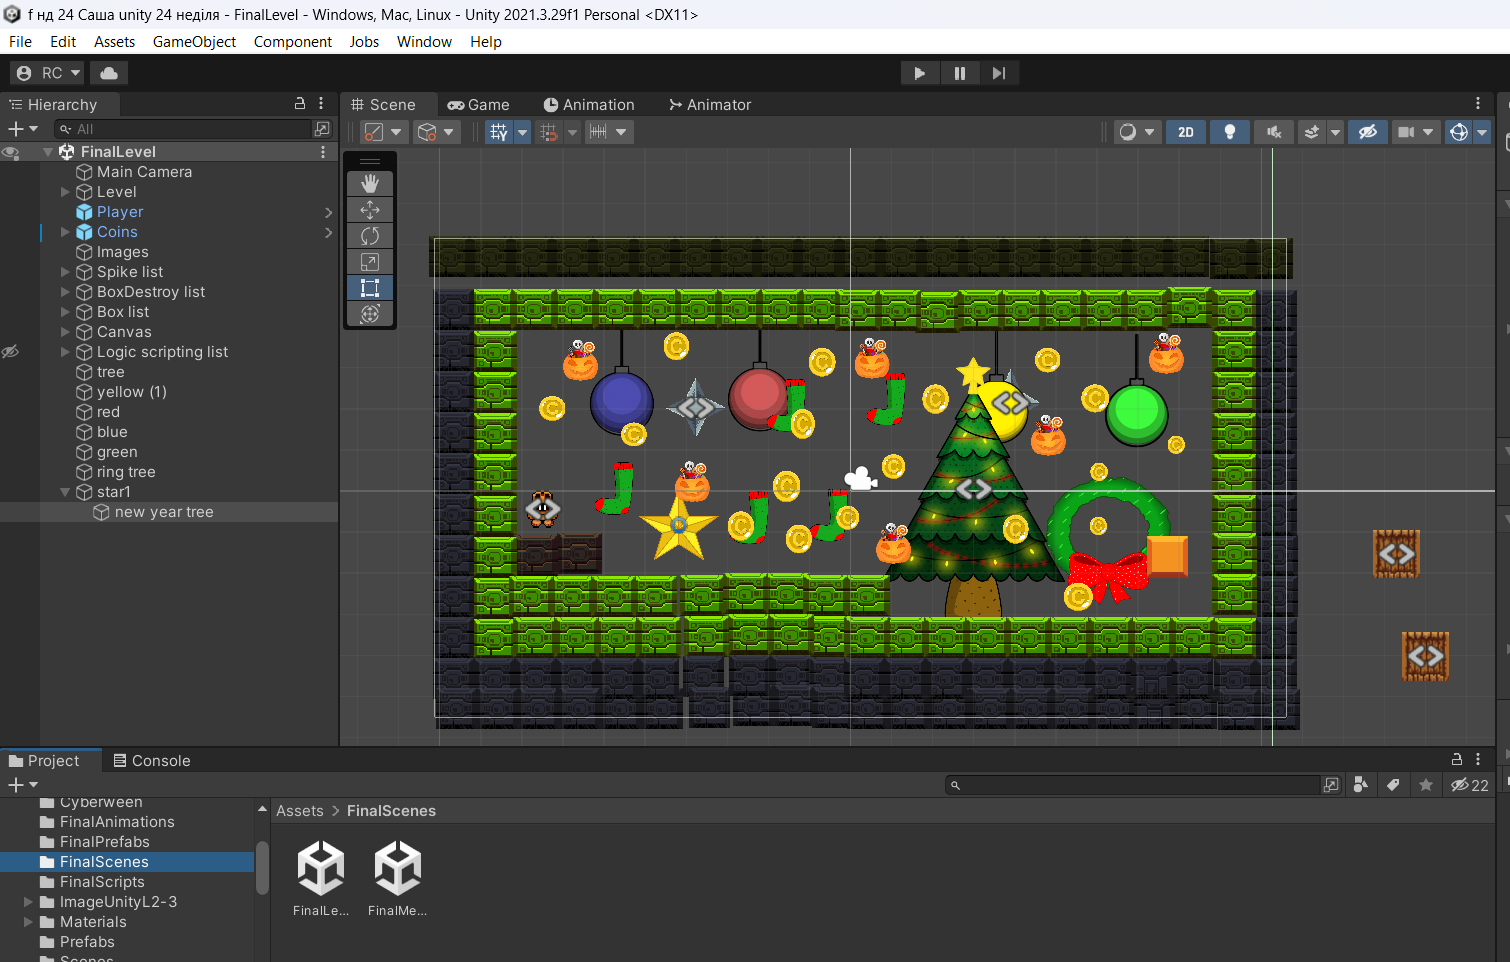 f нд 24 Саша unity 24 неділя - FinalLevel - Windows, Mac, Linux - Unity 2021.3.29f1 Personal <DX11>
File Edit Assets GameObject Component Jobs Window Help
RC
Hierarchy
Scene Game Animation Animator
All
2D
FinalLevel
Main Camera
Level
Player
Coins
Images
Spike list
BoxDestroy list
Box list
Canvas
Logic scripting list
tree
yellow (1)
red
blue
green
ring tree
star1
new year tree
Project Console
22
Cyberween
FinalAnimations
FinalPrefabs
FinalScenes
FinalScripts
ImageUnityL2-3
Materials
Prefabs
Scenes
Assets > FinalScenes
FinalLe... FinalMe...